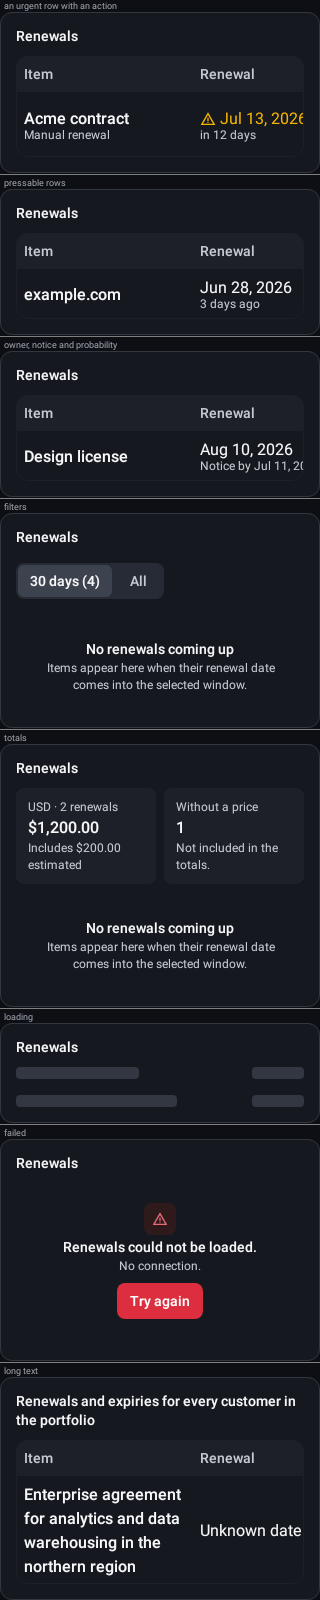 an urgent row with an action
Renewals
Item Renewal
Acme contract Jul 13, 2026
Manual renewal in 12 days
pressable rows
Renewals
Item Renewal
example.com Jun 28, 2026
3 days ago
owner, notice and probability
Renewals
Item Renewal
Design license Aug 10, 2026
Notice by Jul 11, 20
filters
Renewals
30 days (4) All
No renewals coming up
Items appear here when their renewal date
comes into the selected window.
totals
Renewals
USD · 2 renewals Without a price
$1,200.00 1
Includes $200.00 Not included in the
estimated totals.
No renewals coming up
Items appear here when their renewal date
comes into the selected window.
loading
Renewals
failed
Renewals
Renewals could not be loaded.
No connection.
Try again
long text
Renewals and expiries for every customer in
the portfolio
Item Renewal
Enterprise agreement
for analytics and data
warehousing in the
northern region
Unknown date